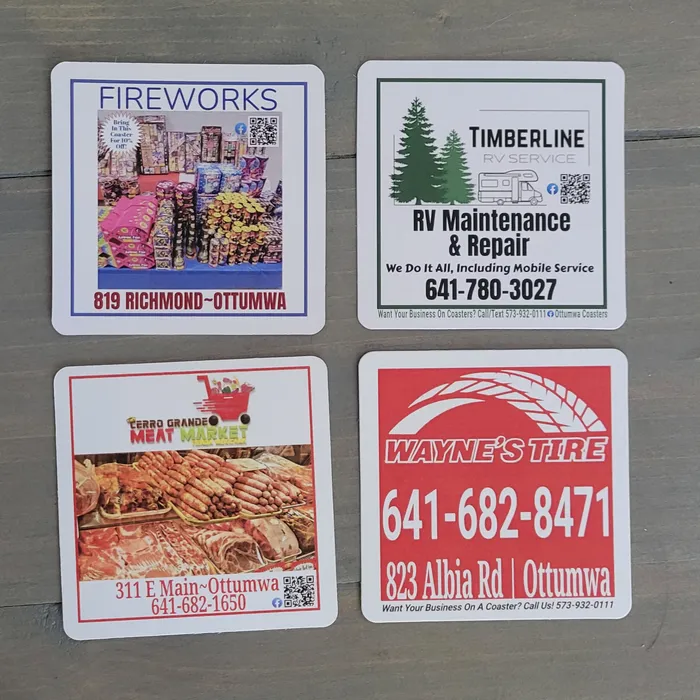 FIREWORKS
Bring
In This
Coaster
For 10%
Off!
819 RICHMOND~OTTUMWA
TIMBERLINE
RV SERVICE
RV Maintenance
& Repair
We Do It All, Including Mobile Service
641-780-3027
Want Your Business On Coasters? Call/Text 573-932-0111 Ottumwa Coasters
CERRO GRANDE
MEAT MARKET
311 E Main~Ottumwa
641-682-1650
WAYNE'S TIRE
641-682-8471
823 Albia Rd | Ottumwa
Want Your Business On A Coaster? Call Us! 573-932-0111